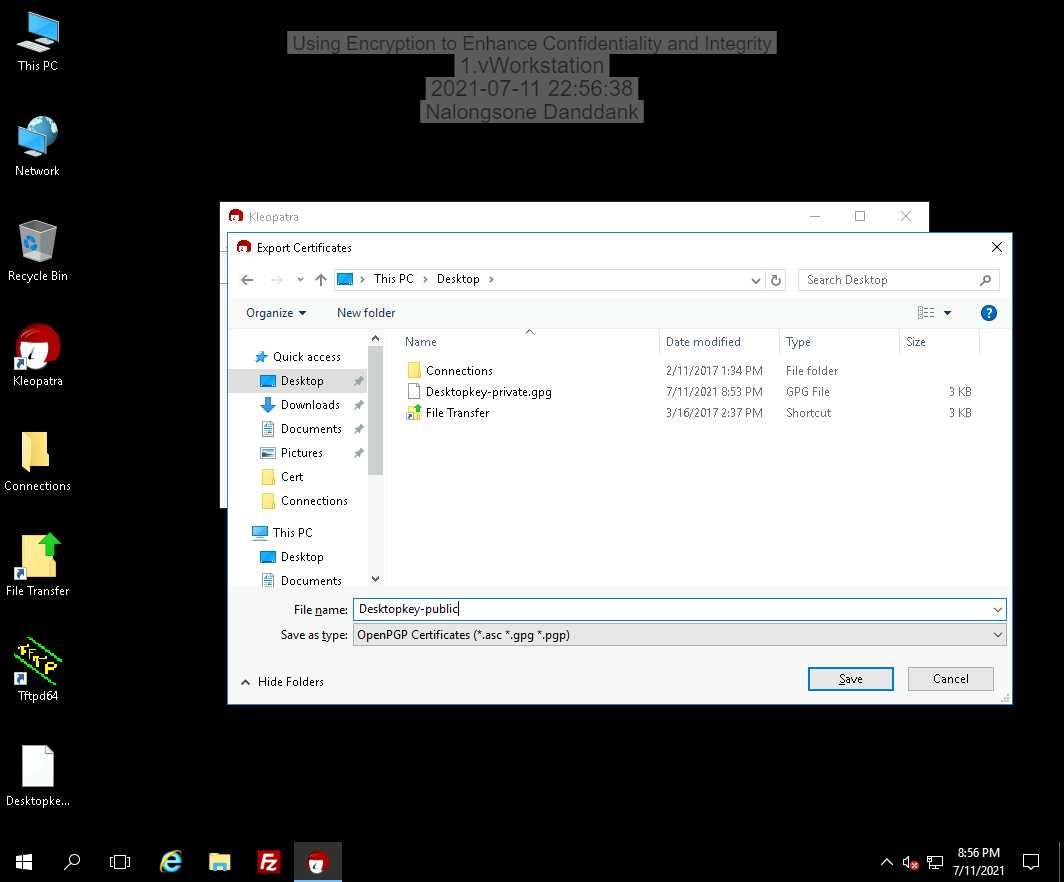 Using Encryption to Enhance Confidentiality and Integrity
1.vWorkstation
2021-07-11 22:56:38
Nalongsone Danddank
This PC
Network
Recycle Bin
Kleopatra
Connections
File Transfer
TFTP
Tftpd64
Desktopke...
Kleopatra
Export Certificates
This PC > Desktop >
Search Desktop
Organize
New folder
?
Name Date modified Type Size
Connections 2/11/2017 1:34 PM File folder
Desktopkey-private.gpg 7/11/2021 8:53 PM GPG File 3 KB
File Transfer 3/16/2017 2:37 PM Shortcut 3 KB
Quick access
Desktop
Downloads
Documents
Pictures
Cert
Connections
This PC
Desktop
Documents
File name: Desktopkey-public
Save as type: OpenPGP Certificates (*.asc *.gpg *.pgp)
Hide Folders
Save
Cancel
Fz
8:56 PM
7/11/2021